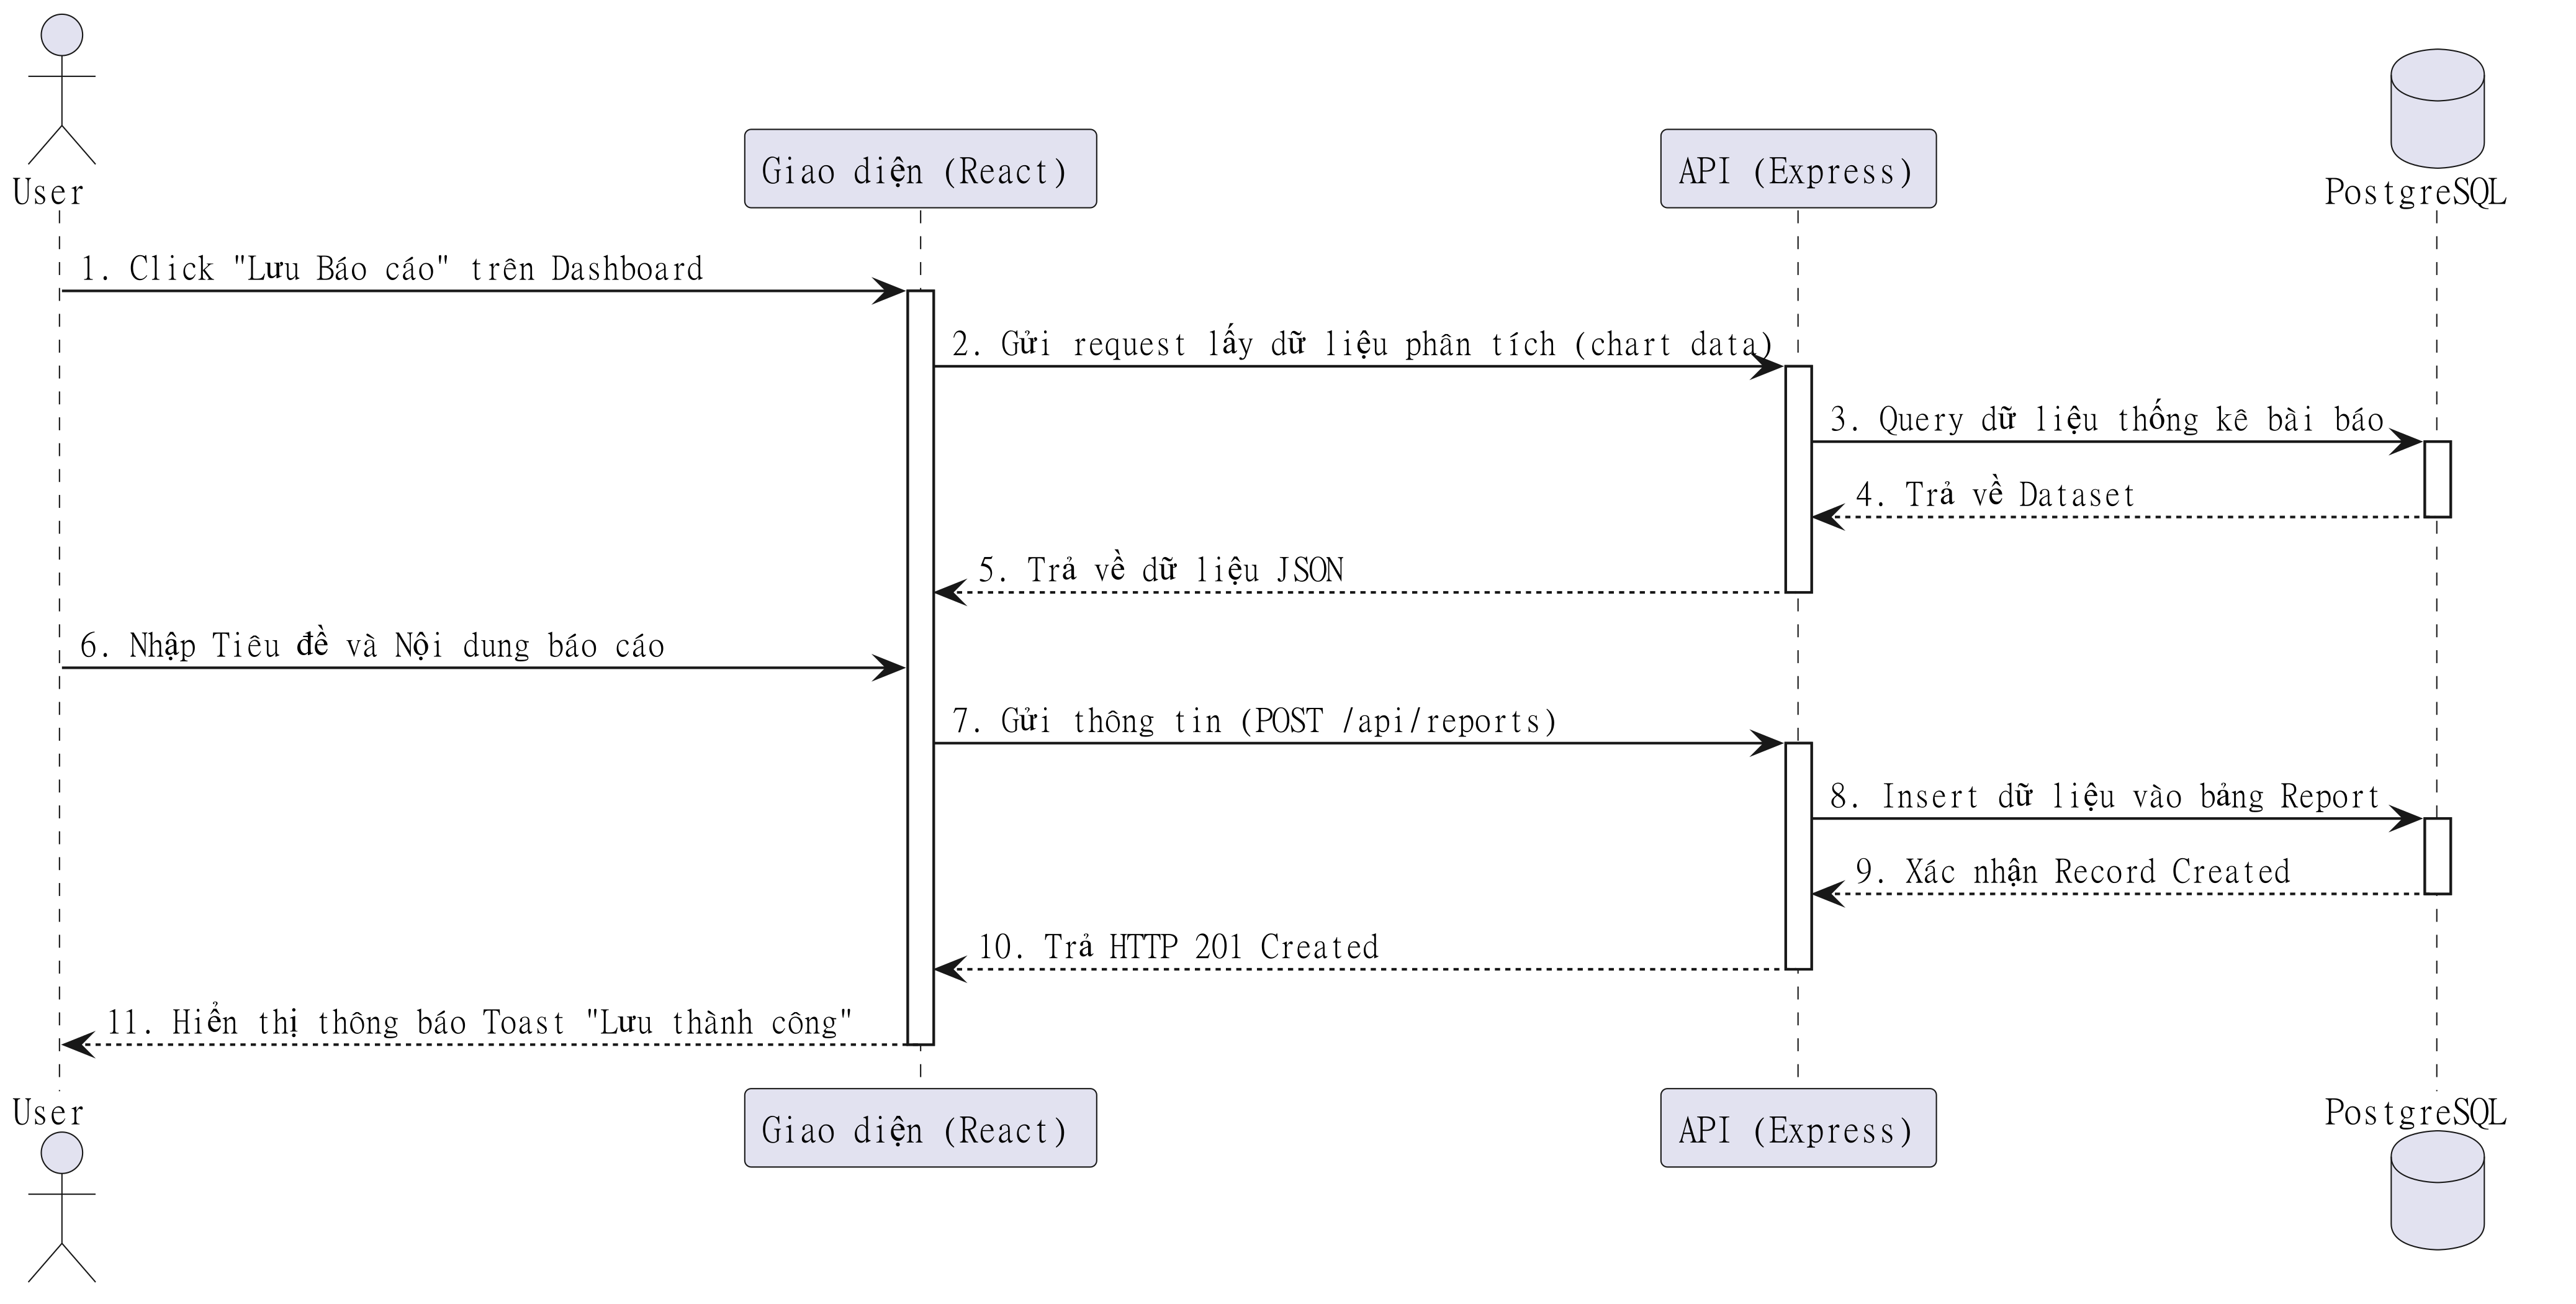 User
Giao diện (React)
API (Express)
PostgreSQL
1. Click "Lưu Báo cáo" trên Dashboard
2. Gửi request lấy dữ liệu phân tích (chart data)
3. Query dữ liệu thống kê bài báo
4. Trả về Dataset
5. Trả về dữ liệu JSON
6. Nhập Tiêu đề và Nội dung báo cáo
7. Gửi thông tin (POST /api/reports)
8. Insert dữ liệu vào bảng Report
9. Xác nhận Record Created
10. Trả HTTP 201 Created
11. Hiển thị thông báo Toast "Lưu thành công"
User
Giao diện (React)
API (Express)
PostgreSQL